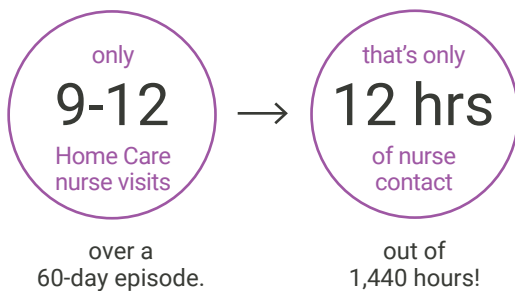 only
9-12
Home Care
nurse visits
over a
60-day episode.
that's only
12 hrs
of nurse
contact
out of
1,440 hours!